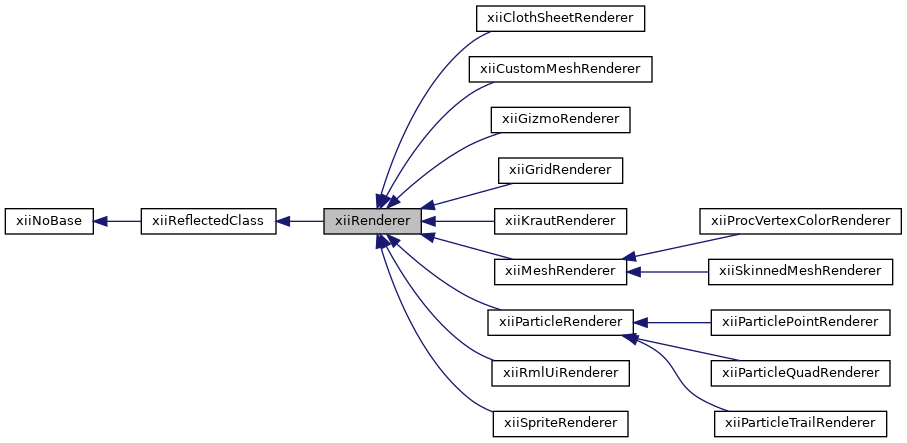 xiiClothSheetRenderer
xiiCustomMeshRenderer
xiiGizmoRenderer
xiiGridRenderer
xiiNoBase
xiiReflectedClass
xiiRenderer
xiiKrautRenderer
xiiProcVertexColorRenderer
xiiMeshRenderer
xiiSkinnedMeshRenderer
xiiParticleRenderer
xiiParticlePointRenderer
xiiRmlUiRenderer
xiiParticleQuadRenderer
xiiSpriteRenderer
xiiParticleTrailRenderer